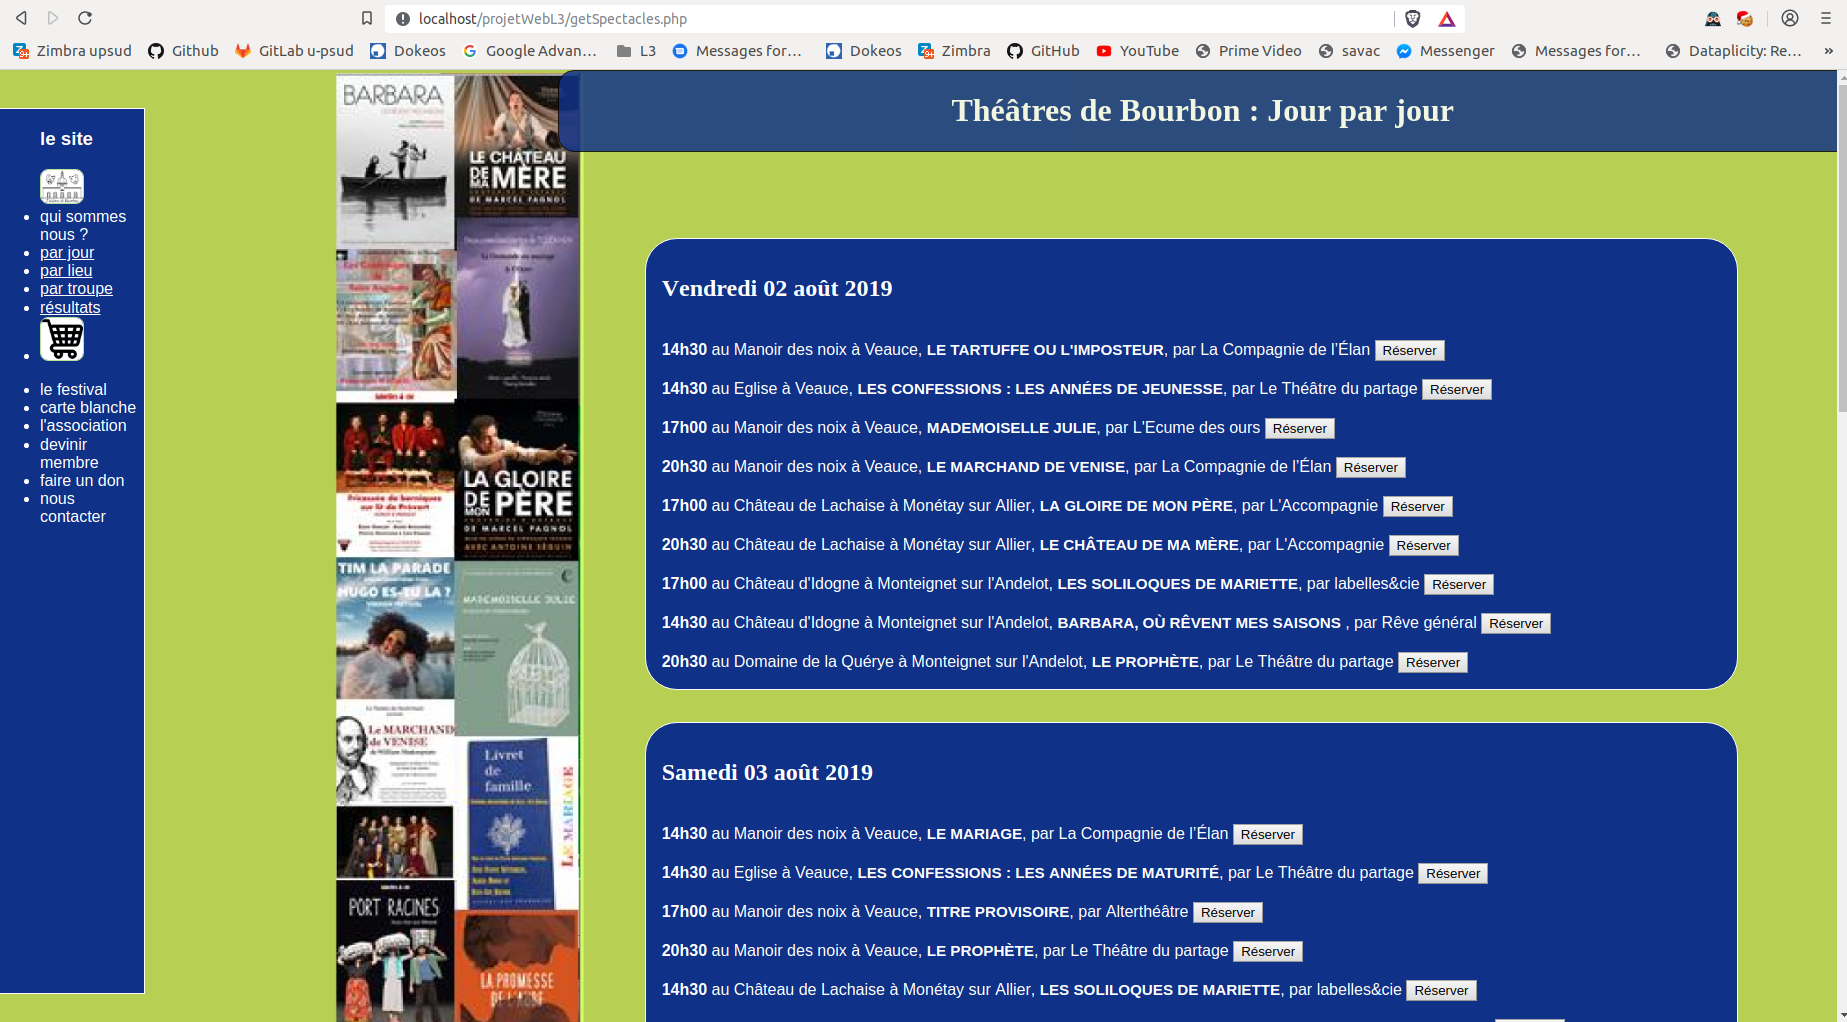 localhost/projetWebL3/getSpectacles.php
Zimbra upsud Github GitLab u-psud Dokeos Google Advan… L3 Messages for… Dokeos Zimbra GitHub YouTube Prime Video savac Messenger Messages for… Dataplicity: Re… »
Théâtres de Bourbon : Jour par jour
le site
qui sommes
nous ?
par jour
par lieu
par troupe
résultats
le festival
carte blanche
l'association
devinir
membre
faire un don
nous
contacter
BARBARA
LE CHÂTEAU
DE MA MÈRE
DE MARCEL PAGNOL
LA GLOIRE
DE MON PÈRE
DE MARCEL PAGNOL
AVEC ANTOINE SÉGUIN
TIM LA PARADE
HUGO ES-TU LA ?
MADEMOISELLE JULIE
Le MARCHAND
de VENISE
de William Shakespeare
Livret
de
famille
LE MARIAGE
PORT RACINES
LA PROMESSE
DE L'AUBE
Vendredi 02 août 2019
14h30 au Manoir des noix à Veauce, LE TARTUFFE OU L'IMPOSTEUR, par La Compagnie de l’Élan Réserver
14h30 au Eglise à Veauce, LES CONFESSIONS : LES ANNÉES DE JEUNESSE, par Le Théâtre du partage Réserver
17h00 au Manoir des noix à Veauce, MADEMOISELLE JULIE, par L'Ecume des ours Réserver
20h30 au Manoir des noix à Veauce, LE MARCHAND DE VENISE, par La Compagnie de l’Élan Réserver
17h00 au Château de Lachaise à Monétay sur Allier, LA GLOIRE DE MON PÈRE, par L'Accompagnie Réserver
20h30 au Château de Lachaise à Monétay sur Allier, LE CHÂTEAU DE MA MÈRE, par L'Accompagnie Réserver
17h00 au Château d'Idogne à Monteignet sur l'Andelot, LES SOLILOQUES DE MARIETTE, par labelles&cie Réserver
14h30 au Château d'Idogne à Monteignet sur l'Andelot, BARBARA, OÙ RÊVENT MES SAISONS , par Rêve général Réserver
20h30 au Domaine de la Quérye à Monteignet sur l'Andelot, LE PROPHÈTE, par Le Théâtre du partage Réserver
Samedi 03 août 2019
14h30 au Manoir des noix à Veauce, LE MARIAGE, par La Compagnie de l’Élan Réserver
14h30 au Eglise à Veauce, LES CONFESSIONS : LES ANNÉES DE MATURITÉ, par Le Théâtre du partage Réserver
17h00 au Manoir des noix à Veauce, TITRE PROVISOIRE, par Alterthéâtre Réserver
20h30 au Manoir des noix à Veauce, LE PROPHÈTE, par Le Théâtre du partage Réserver
14h30 au Château de Lachaise à Monétay sur Allier, LES SOLILOQUES DE MARIETTE, par labelles&cie Réserver